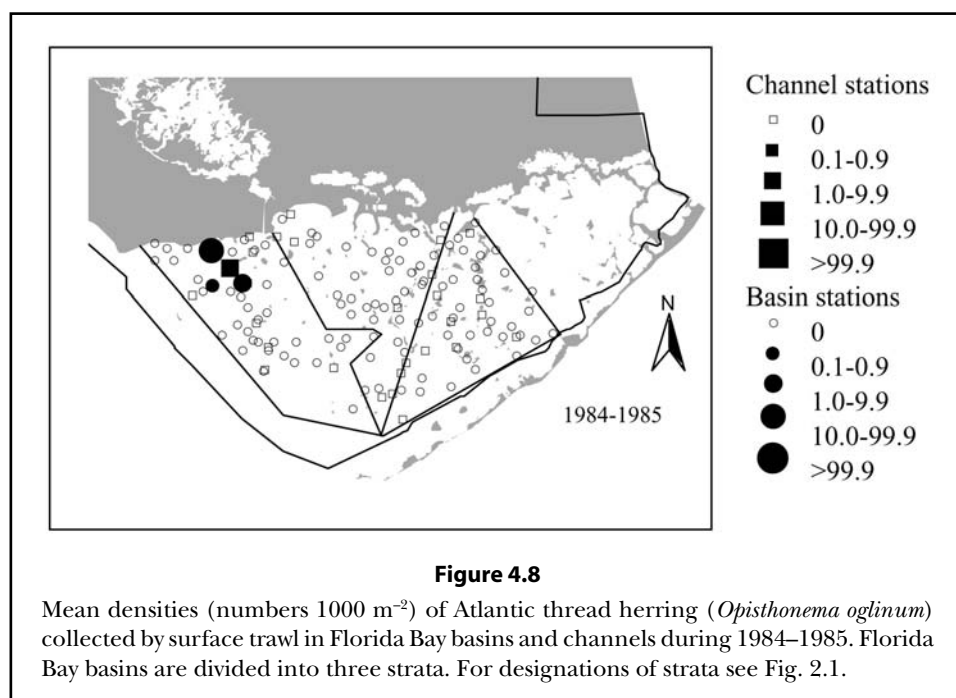 Channel stations
0
0.1-0.9
1.0-9.9
10.0-99.9
>99.9
Basin stations
0
0.1-0.9
1.0-9.9
10.0-99.9
>99.9
N
1984-1985
Figure 4.8
Mean densities (numbers 1000 m⁻²) of Atlantic thread herring (Opisthonema oglinum)
collected by surface trawl in Florida Bay basins and channels during 1984–1985. Florida
Bay basins are divided into three strata. For designations of strata see Fig. 2.1.